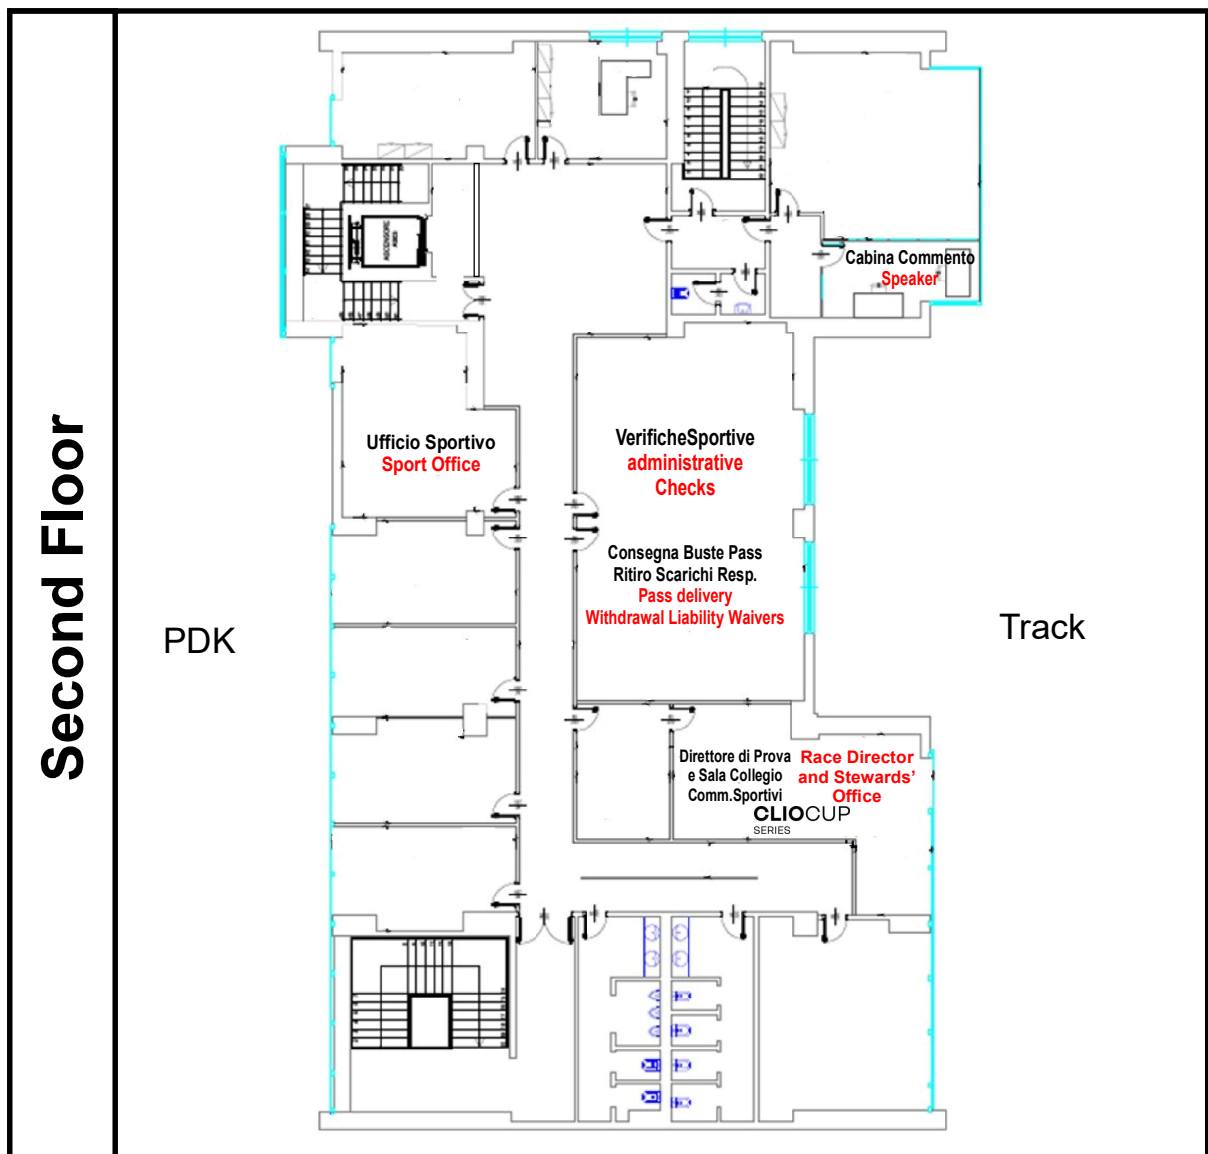 Second Floor
ASCENSORE
Cabina Commento
Speaker
Ufficio Sportivo
Sport Office
VerificheSportive
administrative
Checks
Consegna Buste Pass
Ritiro Scarichi Resp.
Pass delivery
Withdrawal Liability Waivers
PDK
Track
Direttore di Prova
e Sala Collegio
Comm.Sportivi
Race Director
and Stewards’
Office
CLIOCUP
SERIES